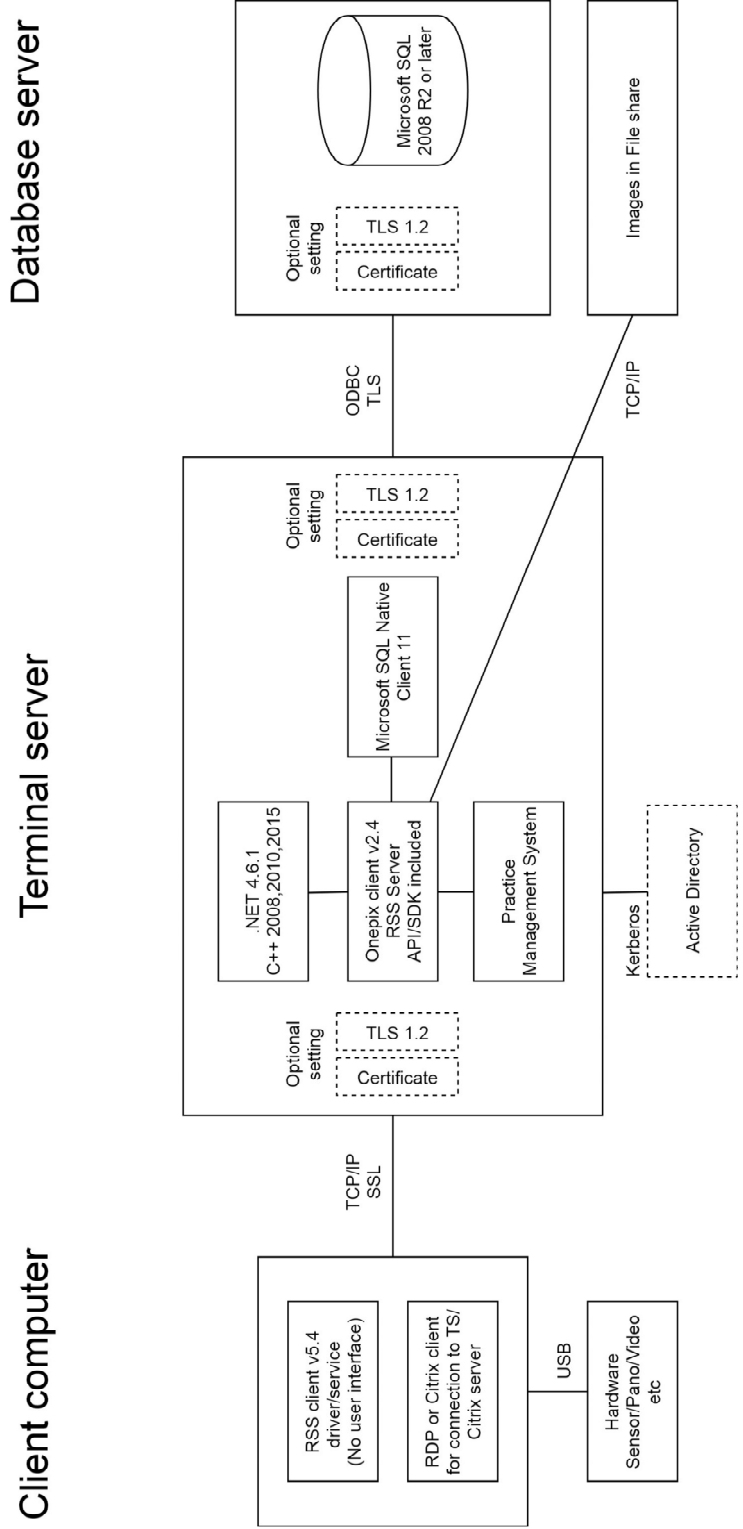 Client computer
Terminal server
Database server
RSS client v5.4
driver/service
(No user interface)
RDP or Citrix client
for connection to TS/
Citrix server
USB
Hardware
Sensor/Pano/Video
etc
TCP/IP
SSL
Optional
setting
Certificate
TLS 1.2
.NET 4.6.1
C++ 2008,2010,2015
Onepix client v2.4
RSS Server
API/SDK included
Practice
Management System
Microsoft SQL Native
Client 11
Optional
setting
Certificate
TLS 1.2
Kerberos
Active Directory
ODBC
TLS
TCP/IP
Optional
setting
Certificate
TLS 1.2
Microsoft SQL
2008 R2 or later
Images in File share